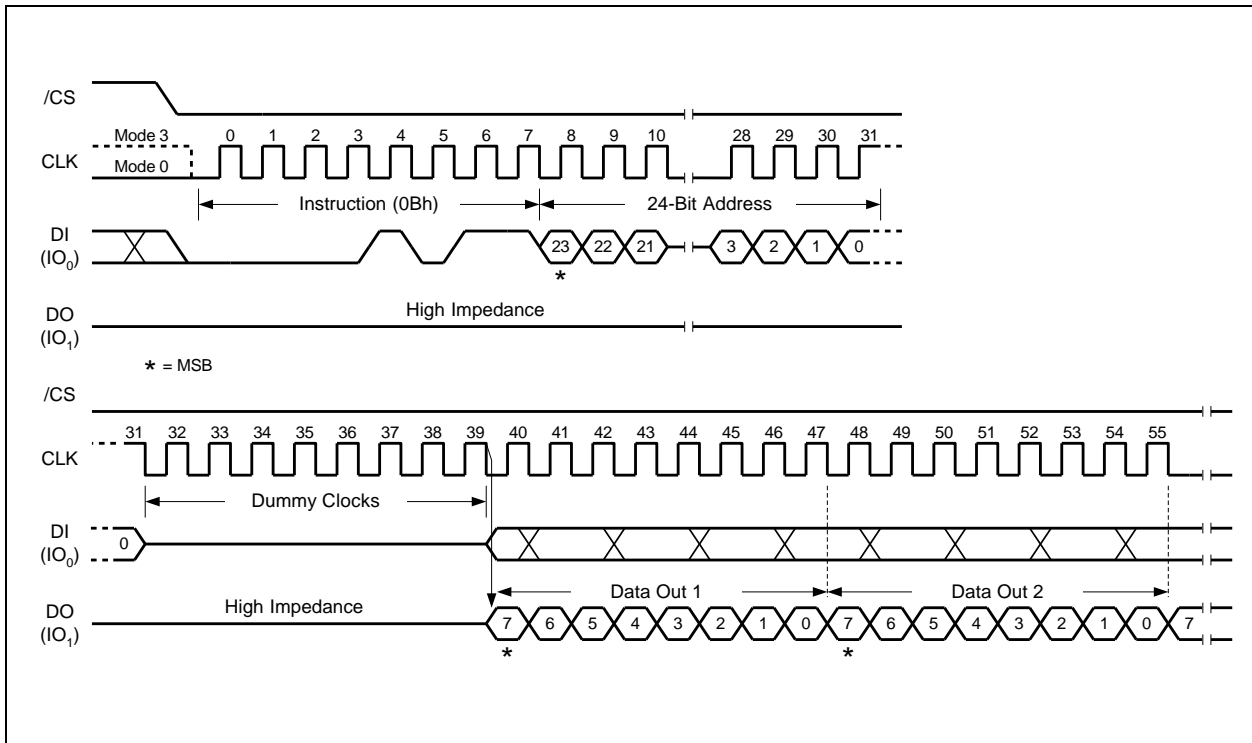 /CS
Mode 3 0 1 2 3 4 5 6 7 8 9 10 28 29 30 31
CLK
Mode 0
Instruction (0Bh) 24-Bit Address
DI
(IO0)
23 22 21 3 2 1 0
*
High Impedance
DO
(IO1)
* = MSB
/CS
31 32 33 34 35 36 37 38 39 40 41 42 43 44 45 46 47 48 49 50 51 52 53 54 55
CLK
Dummy Clocks
DI
(IO0)
0
Data Out 1 Data Out 2
High Impedance
DO
(IO1)
7 6 5 4 3 2 1 0 7 6 5 4 3 2 1 0 7
* *